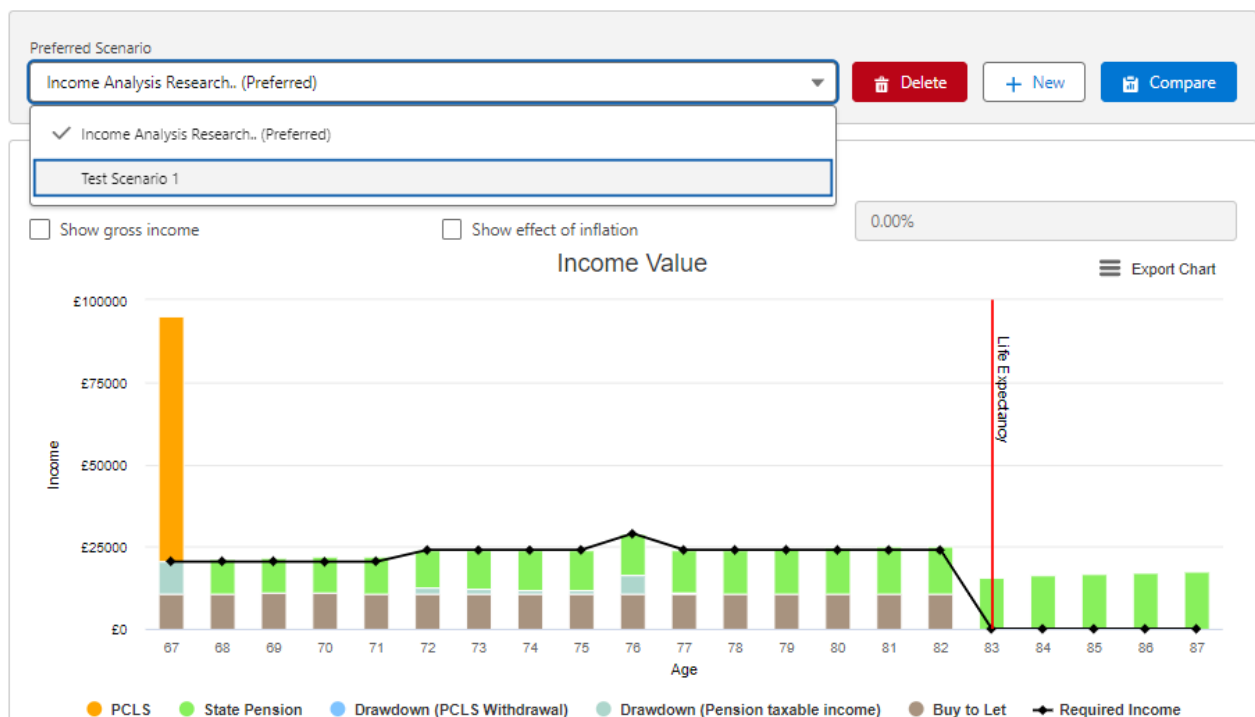 Preferred Scenario
Income Analysis Research.. (Preferred)
Delete
New
Compare
Income Analysis Research.. (Preferred)
Test Scenario 1
Show gross income
Show effect of inflation
0.00%
Income Value
Export Chart
£100000
£75000
£50000
£25000
£0
Income
Life Expectancy
67 68 69 70 71 72 73 74 75 76 77 78 79 80 81 82 83 84 85 86 87
Age
PCLS State Pension Drawdown (PCLS Withdrawal) Drawdown (Pension taxable income) Buy to Let Required Income